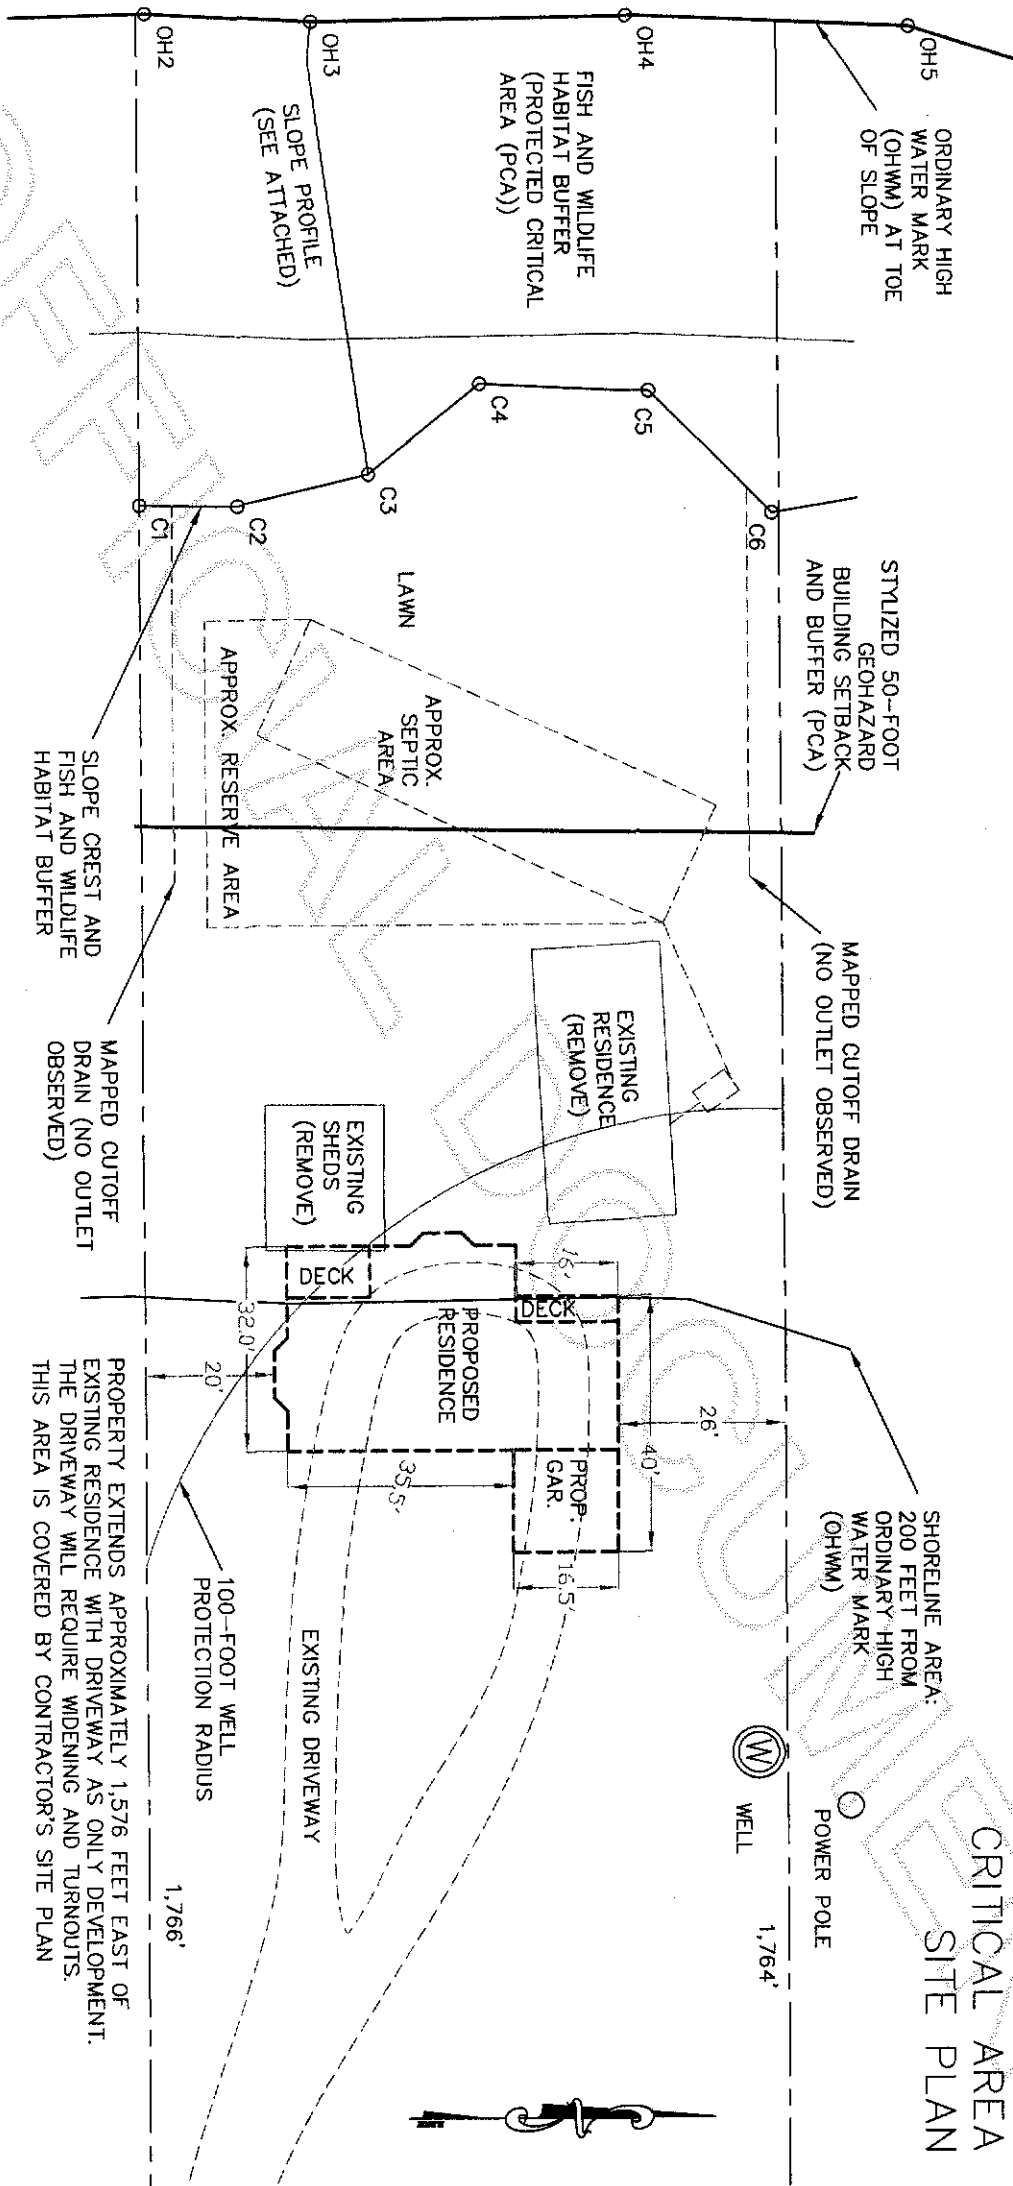 CRITICAL AREA
SITE PLAN
OH5
OH4
OH3
OH2
ORDINARY HIGH
WATER MARK
(OHWM) AT TOE
OF SLOPE
FISH AND WILDLIFE
HABITAT BUFFER
(PROTECTED CRITICAL
AREA (PCA))
SLOPE PROFILE
(SEE ATTACHED)
C6
C5
C4
C3
C2
C1
STYLIZED 50-FOOT
GEOHAZARD
BUILDING SETBACK
AND BUFFER (PCA)
LAWN
APPROX.
SEPTIC
AREA
APPROX. RESERVE AREA
SLOPE CREST AND
FISH AND WILDLIFE
HABITAT BUFFER
MAPPED CUTOFF DRAIN
(NO OUTLET OBSERVED)
MAPPED CUTOFF
DRAIN (NO OUTLET
OBSERVED)
EXISTING
RESIDENCE
(REMOVE)
EXISTING
SHEDS
(REMOVE)
16'
DECK
DECK
32.0'
20'
PROPOSED
RESIDENCE
26'
40'
35.5'
PROP.
GAR.
16.5'
SHORELINE AREA:
200 FEET FROM
ORDINARY HIGH
WATER MARK
(OHWM)
W
WELL
POWER POLE
1,764'
EXISTING DRIVEWAY
100-FOOT WELL
PROTECTION RADIUS
1,766'
PROPERTY EXTENDS APPROXIMATELY 1,576 FEET EAST OF
EXISTING RESIDENCE WITH DRIVEWAY AS ONLY DEVELOPMENT.
THE DRIVEWAY WILL REQUIRE WIDENING AND TURNOUTS.
THIS AREA IS COVERED BY CONTRACTOR'S SITE PLAN